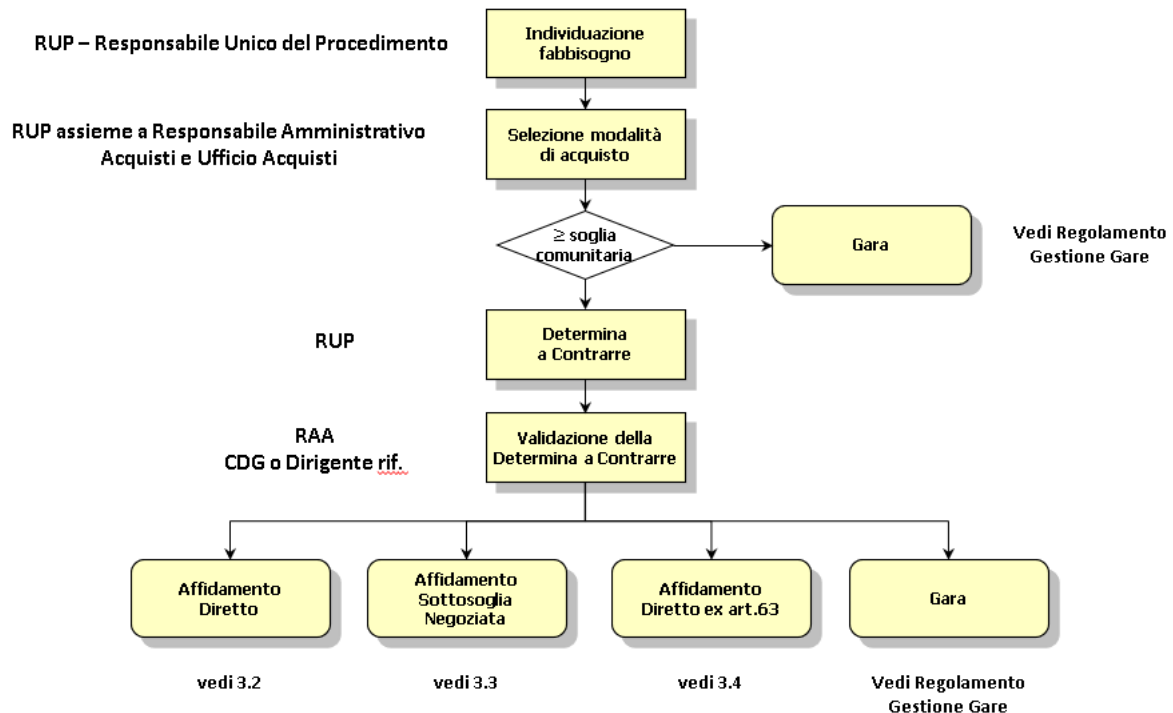 RUP – Responsabile Unico del Procedimento
Individuazione
fabbisogno
RUP assieme a Responsabile Amministrativo
Acquisti e Ufficio Acquisti
Selezione modalità
di acquisto
≥ soglia
comunitaria
Gara
Vedi Regolamento
Gestione Gare
RUP
Determina
a Contrarre
RAA
CDG o Dirigente rif.
Validazione della
Determina a Contrarre
Affidamento
Diretto
Affidamento
Sottosoglia
Negoziata
Affidamento
Diretto ex art.63
Gara
vedi 3.2
vedi 3.3
vedi 3.4
Vedi Regolamento
Gestione Gare